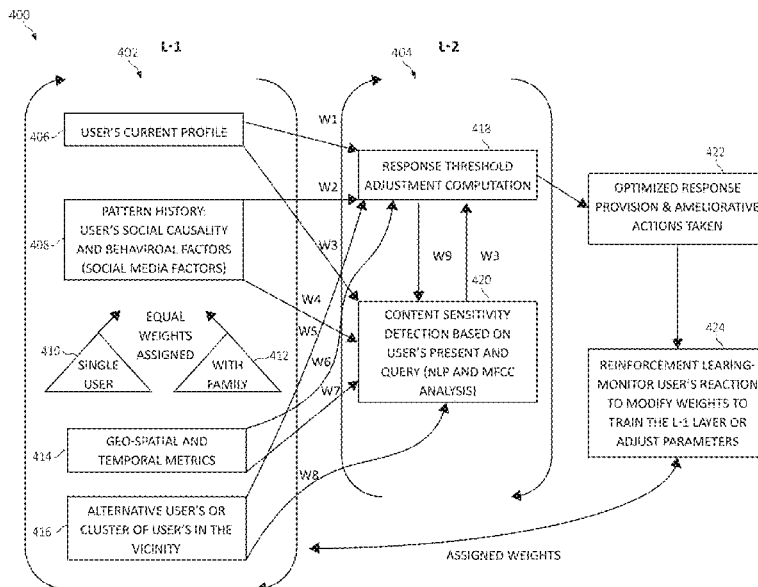 400
L-1
L-2
402
404
406
USER'S CURRENT PROFILE
W1
418
RESPONSE THRESHOLD
ADJUSTMENT COMPUTATION
422
OPTIMIZED RESPONSE
PROVISION & AMELIORATIVE
ACTIONS TAKEN
408
PATTERN HISTORY:
USER'S SOCIAL CAUSALITY
AND BEHAVIROAL FACTORS
(SOCIAL MEDIA FACTORS)
W2
W3
W9
W3
420
W4
W5
W6
W7
CONTENT SENSITIVITY
DETECTION BASED ON
USER'S PRESENT AND
QUERY (NLP AND MFCC
ANALYSIS)
424
REINFORCEMENT LEARING-
MONITOR USER'S REACTION
TO MODIFY WEIGHTS TO
TRAIN THE L-1 LAYER OR
ADJUST PARAMETERS
EQUAL
WEIGHTS
ASSIGNED
410
SINGLE
USER
412
WITH
FAMILY
414
GEO-SPATIAL AND
TEMPORAL METRICS
W8
416
ALTERNATIVE USER'S OR
CLUSTER OF USER'S IN THE
VICINITY
ASSIGNED WEIGHTS